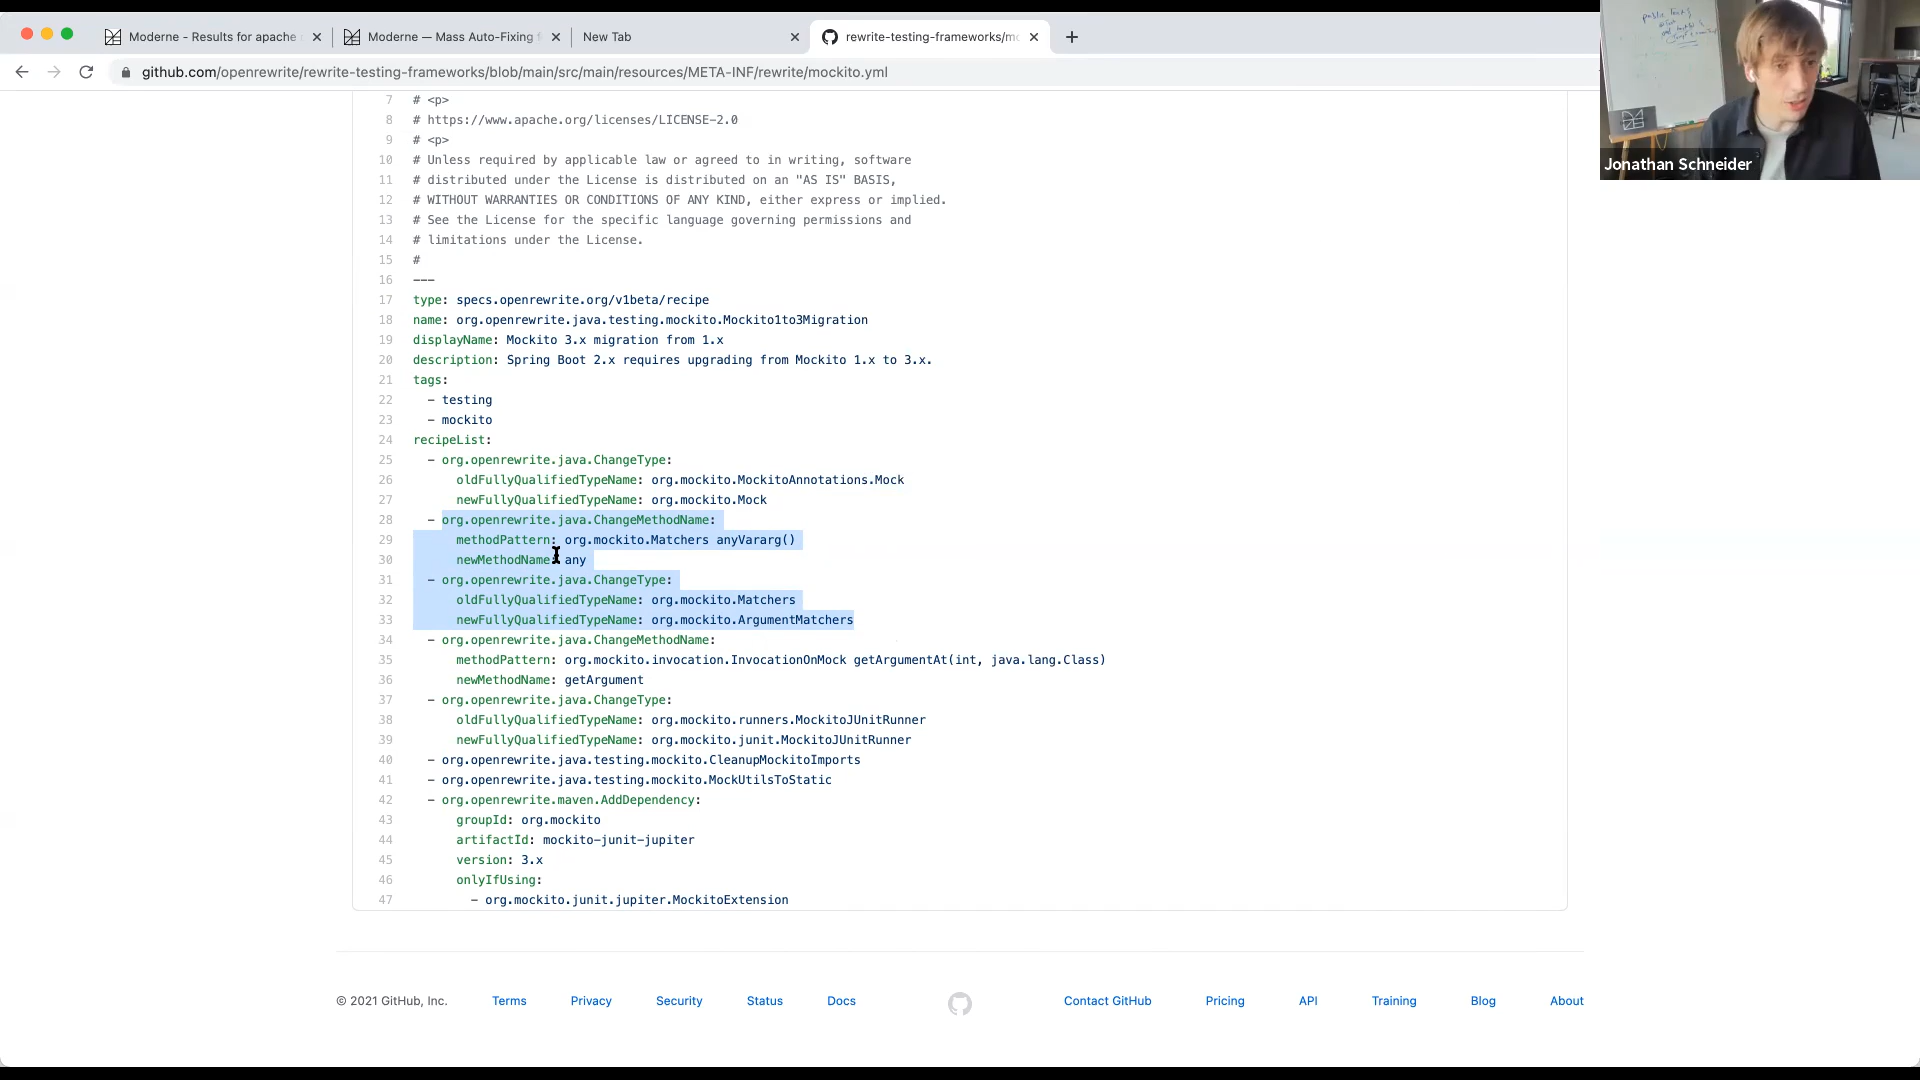 Moderne - Results for apache
Moderne — Mass Auto-Fixing
New Tab
rewrite-testing-frameworks/mo
github.com/openrewrite/rewrite-testing-frameworks/blob/main/src/main/resources/META-INF/rewrite/mockito.yml
Jonathan Schneider
7 # <p>
8 # https://www.apache.org/licenses/LICENSE-2.0
9 # <p>
10 # Unless required by applicable law or agreed to in writing, software
11 # distributed under the License is distributed on an "AS IS" BASIS,
12 # WITHOUT WARRANTIES OR CONDITIONS OF ANY KIND, either express or implied.
13 # See the License for the specific language governing permissions and
14 # limitations under the License.
15 #
16 ---
17 type: specs.openrewrite.org/v1beta/recipe
18 name: org.openrewrite.java.testing.mockito.Mockito1to3Migration
19 displayName: Mockito 3.x migration from 1.x
20 description: Spring Boot 2.x requires upgrading from Mockito 1.x to 3.x.
21 tags:
22 - testing
23 - mockito
24 recipeList:
25 - org.openrewrite.java.ChangeType:
26 oldFullyQualifiedTypeName: org.mockito.MockitoAnnotations.Mock
27 newFullyQualifiedTypeName: org.mockito.Mock
28 - org.openrewrite.java.ChangeMethodName:
29 methodPattern: org.mockito.Matchers anyVararg()
30 newMethodName: any
31 - org.openrewrite.java.ChangeType:
32 oldFullyQualifiedTypeName: org.mockito.Matchers
33 newFullyQualifiedTypeName: org.mockito.ArgumentMatchers
34 - org.openrewrite.java.ChangeMethodName:
35 methodPattern: org.mockito.invocation.InvocationOnMock getArgumentAt(int, java.lang.Class)
36 newMethodName: getArgument
37 - org.openrewrite.java.ChangeType:
38 oldFullyQualifiedTypeName: org.mockito.runners.MockitoJUnitRunner
39 newFullyQualifiedTypeName: org.mockito.junit.MockitoJUnitRunner
40 - org.openrewrite.java.testing.mockito.CleanupMockitoImports
41 - org.openrewrite.java.testing.mockito.MockUtilsToStatic
42 - org.openrewrite.maven.AddDependency:
43 groupId: org.mockito
44 artifactId: mockito-junit-jupiter
45 version: 3.x
46 onlyIfUsing:
47 - org.mockito.junit.jupiter.MockitoExtension
© 2021 GitHub, Inc. Terms Privacy Security Status Docs Contact GitHub Pricing API Training Blog About